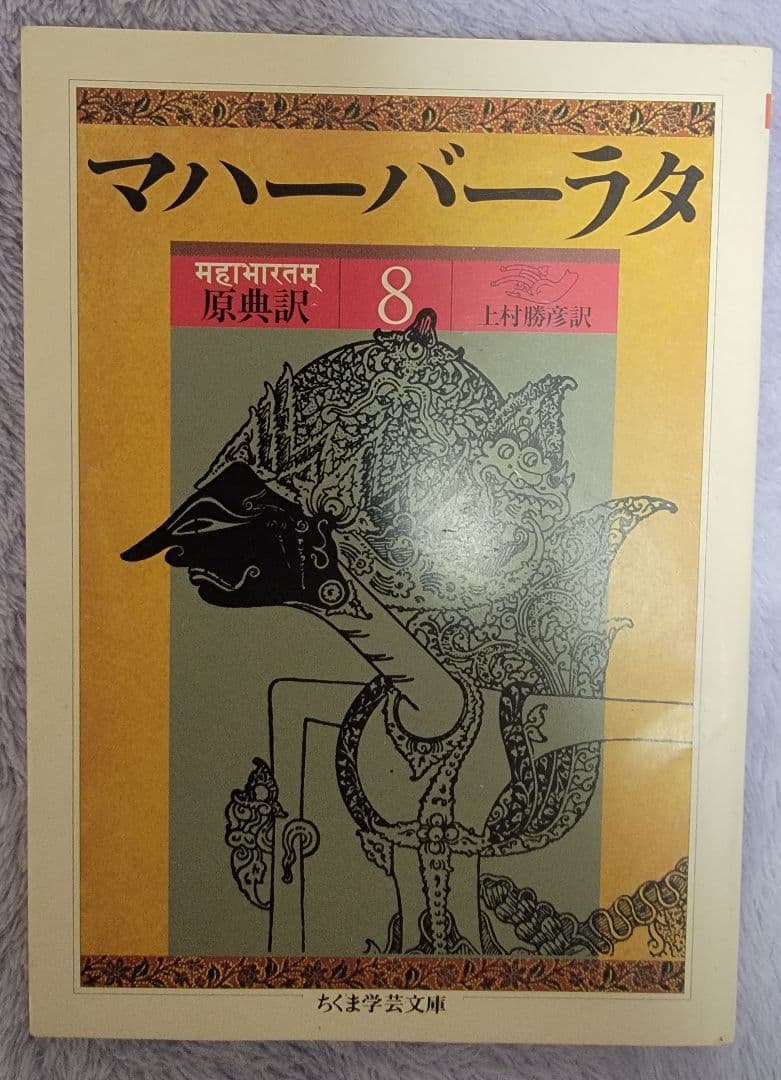 マハーバーラタ
महाभारतम्
原典訳
8
上村勝彦訳
ちくま学芸文庫